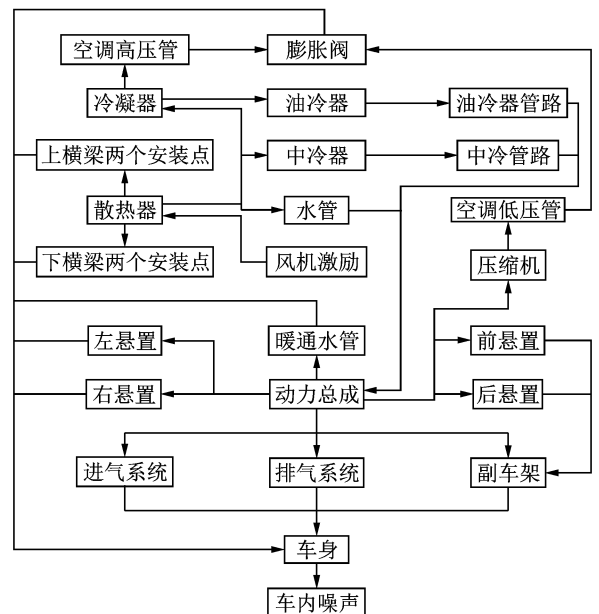 空调高压管
膨胀阀
冷凝器
油冷器
油冷器管路
上横梁两个安装点
中冷器
中冷管路
散热器
水管
空调低压管
下横梁两个安装点
风机激励
压缩机
左悬置
暖通水管
前悬置
右悬置
动力总成
后悬置
进气系统
排气系统
副车架
车身
车内噪声